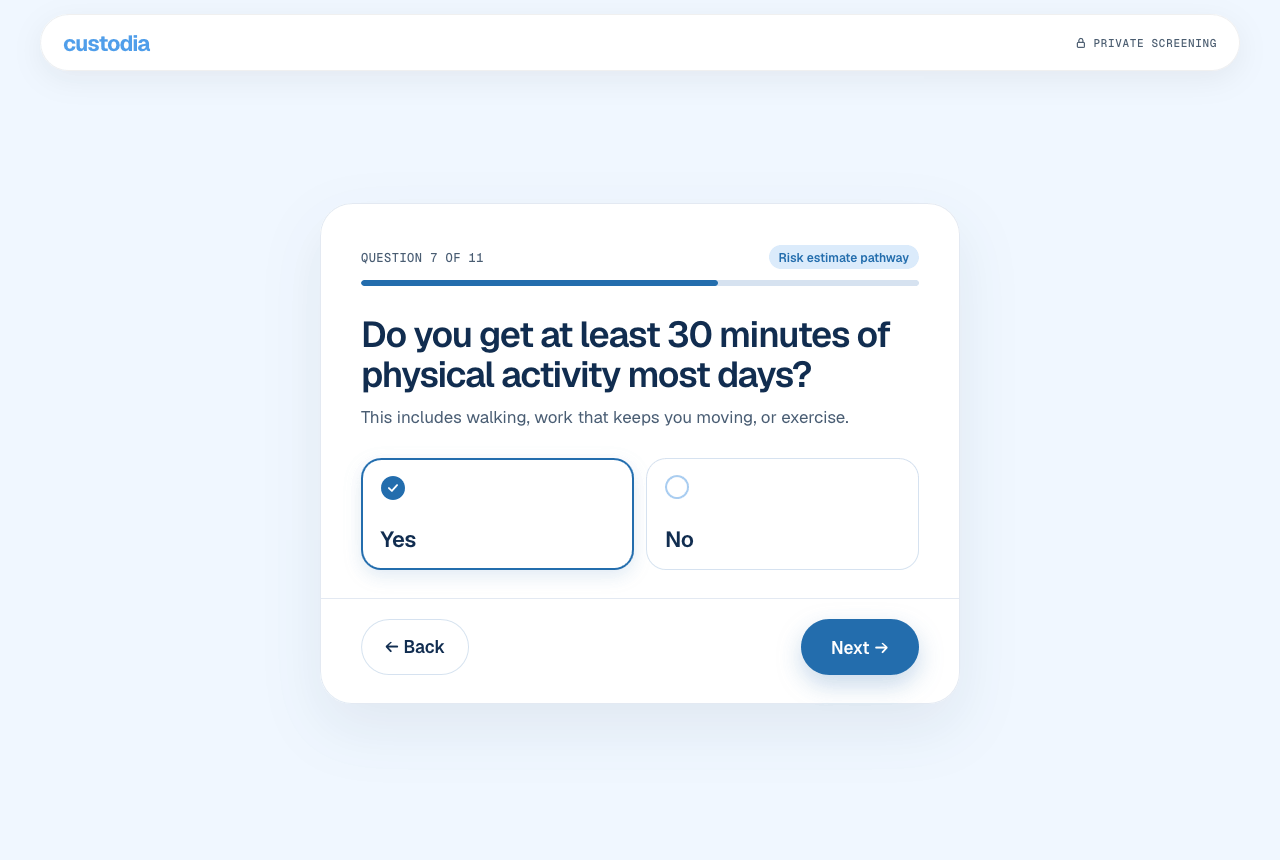 custodia
PRIVATE SCREENING
QUESTION 7 OF 11
Risk estimate pathway
Do you get at least 30 minutes of
physical activity most days?
This includes walking, work that keeps you moving, or exercise.
Yes
No
← Back
Next →